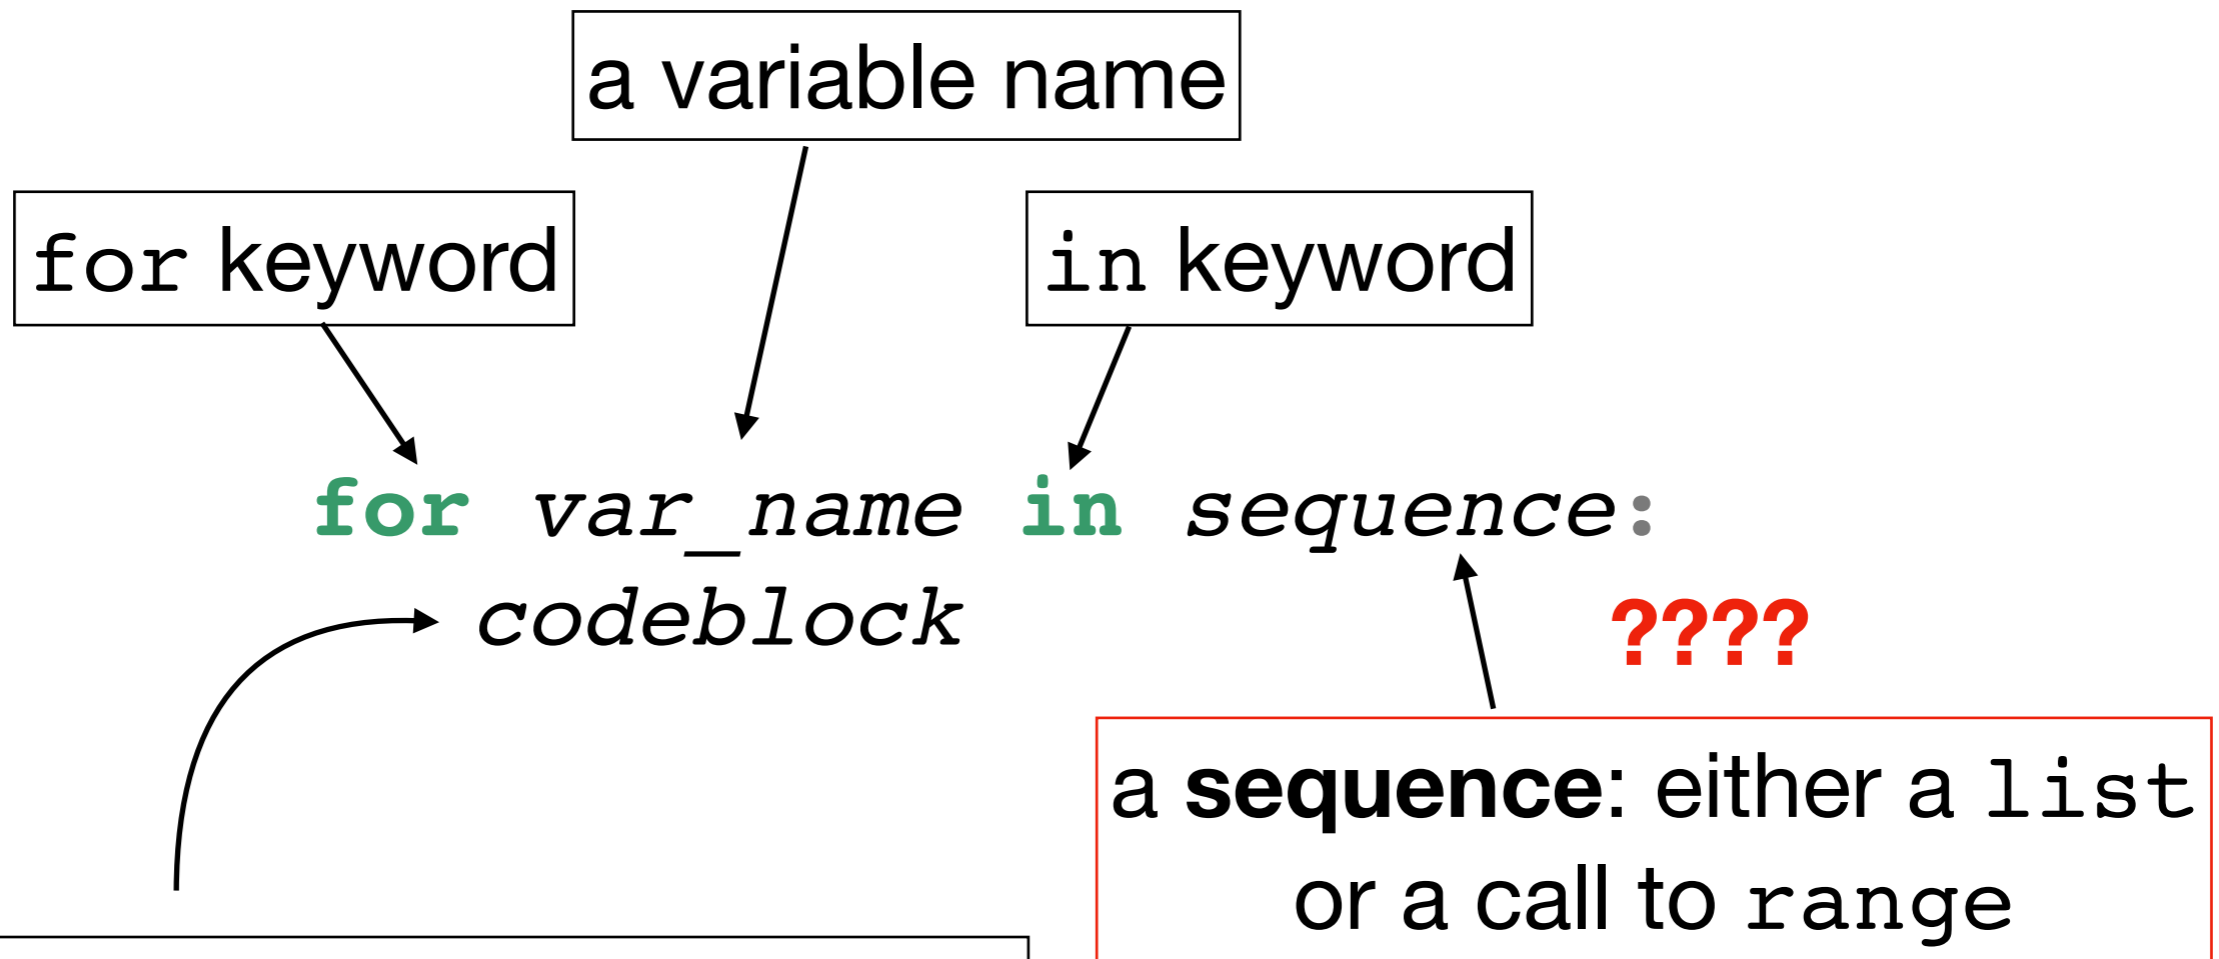 a variable name
for keyword
in keyword
for var_name in sequence:
codeblock
????
a sequence: either a list
or a call to range